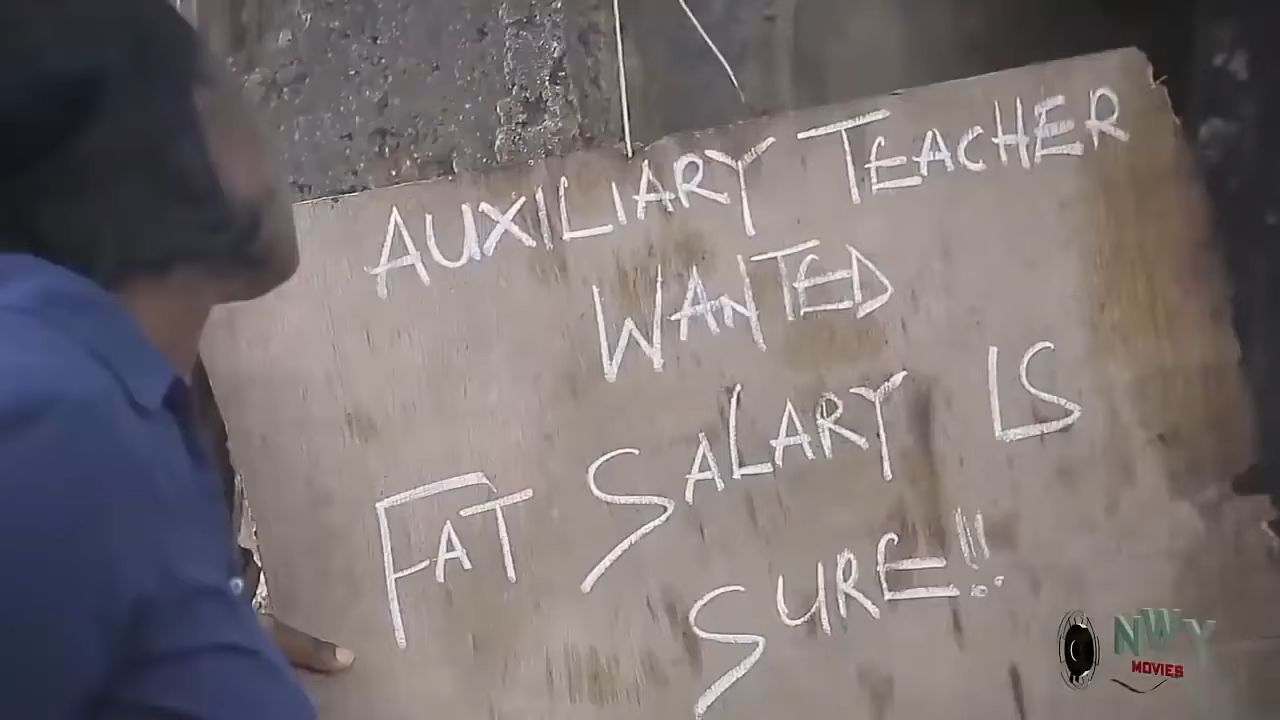 AUXILIARY TEACHER
WANTED
FAT SALARY IS
SURE!!
NWY
MOVIES